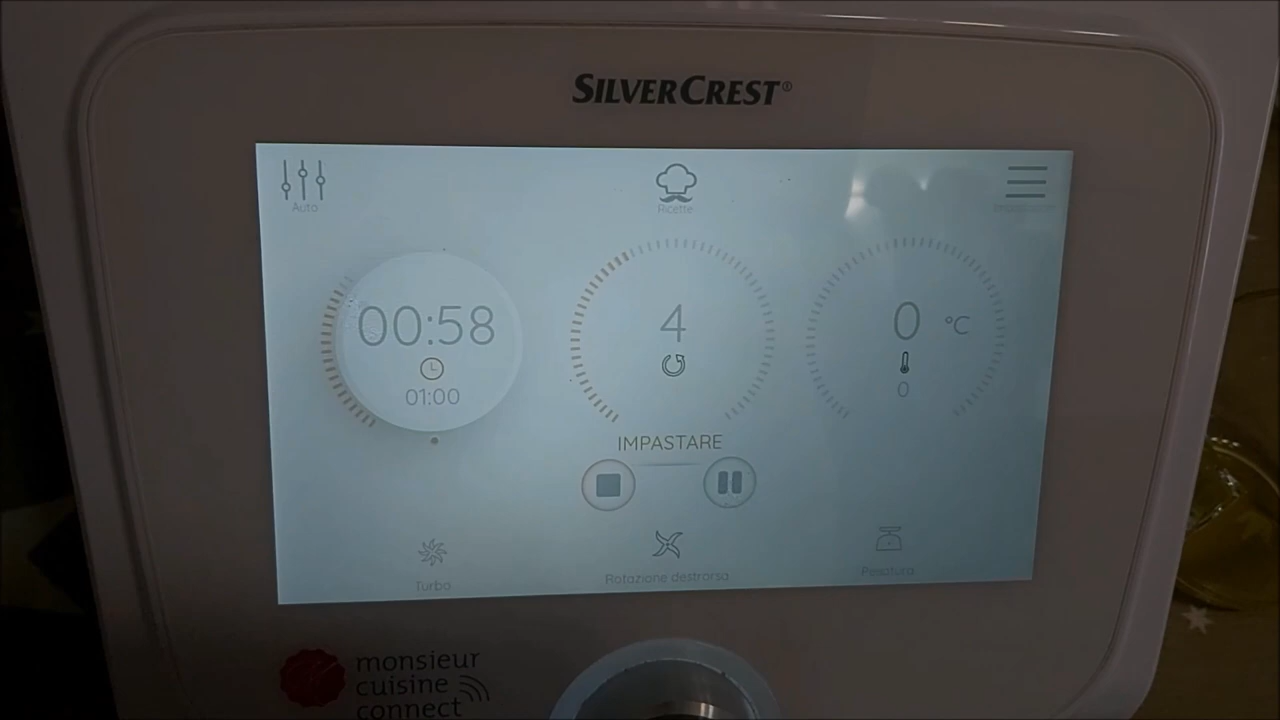 SILVERCREST®
Auto
Ricette
Impostazioni
00:58
01:00
4
0 °C
0
IMPASTARE
Turbo
Rotazione destrorsa
Pesatura
monsieur
cuisine
connect